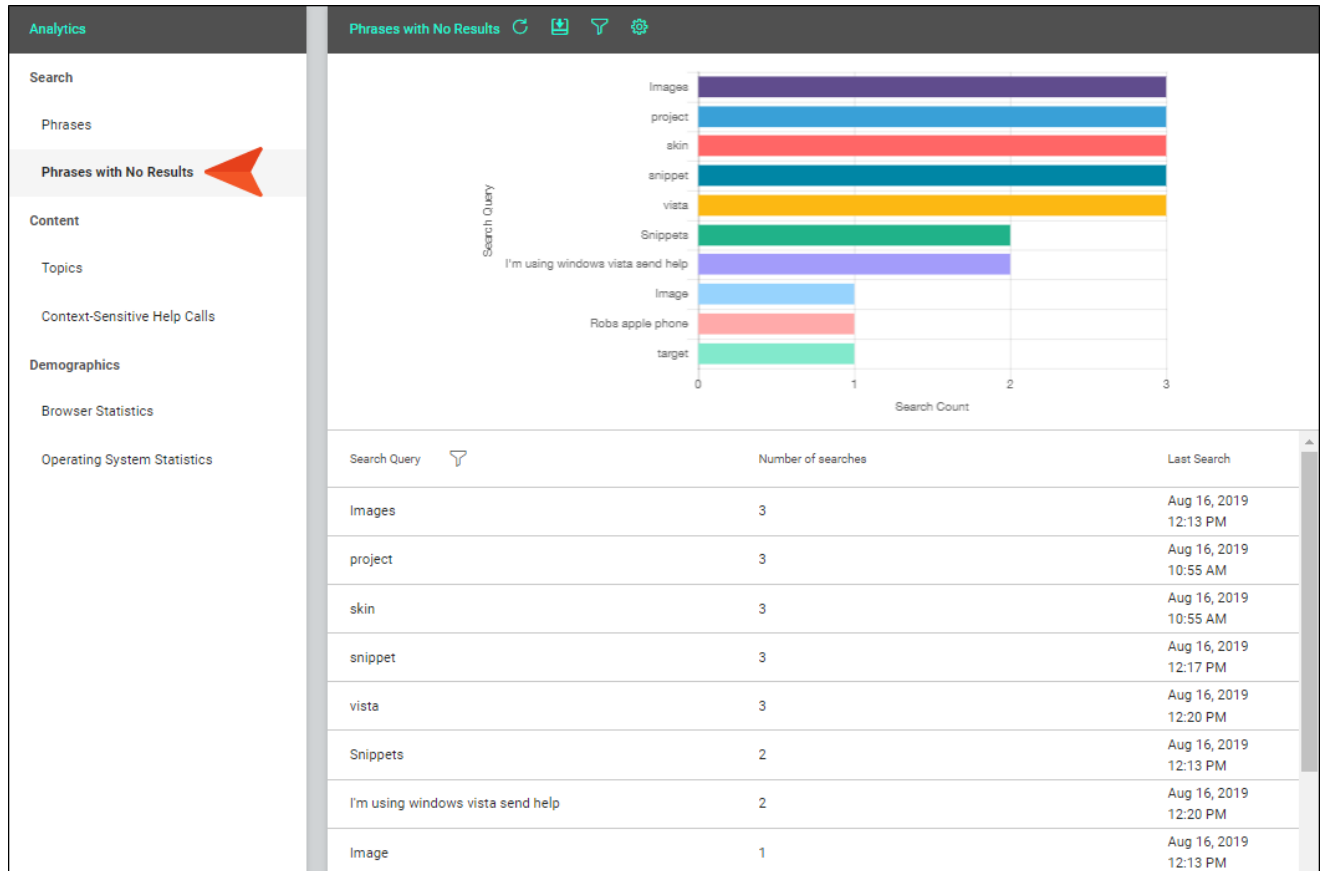 Analytics
Search
Phrases
Phrases with No Results
Content
Topics
Context-Sensitive Help Calls
Demographics
Browser Statistics
Operating System Statistics
Phrases with No Results
Images
project
skin
snippet
vista
Snippets
I'm using windows vista send help
Image
Robs apple phone
target
Search Query
0 1 2 3
Search Count
Search Query Number of searches Last Search
Images 3 Aug 16, 2019
12:13 PM
project 3 Aug 16, 2019
10:55 AM
skin 3 Aug 16, 2019
10:55 AM
snippet 3 Aug 16, 2019
12:17 PM
vista 3 Aug 16, 2019
12:20 PM
Snippets 2 Aug 16, 2019
12:13 PM
I'm using windows vista send help 2 Aug 16, 2019
12:20 PM
Image 1 Aug 16, 2019
12:13 PM